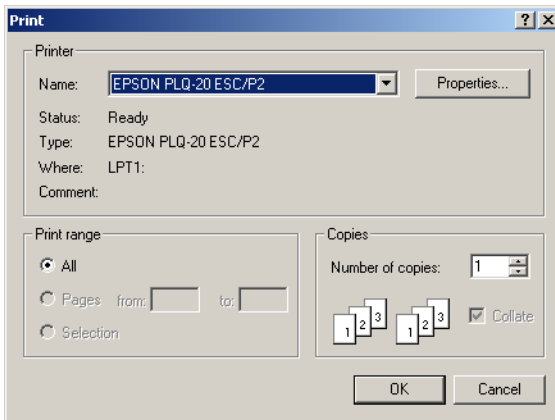 Print
Printer
Name: EPSON PLQ-20 ESC/P2 Properties...
Status: Ready
Type: EPSON PLQ-20 ESC/P2
Where: LPT1:
Comment:
Print range
All
Pages from: to:
Selection
Copies
Number of copies: 1
1 2 3 1 2 3 Collate
OK Cancel